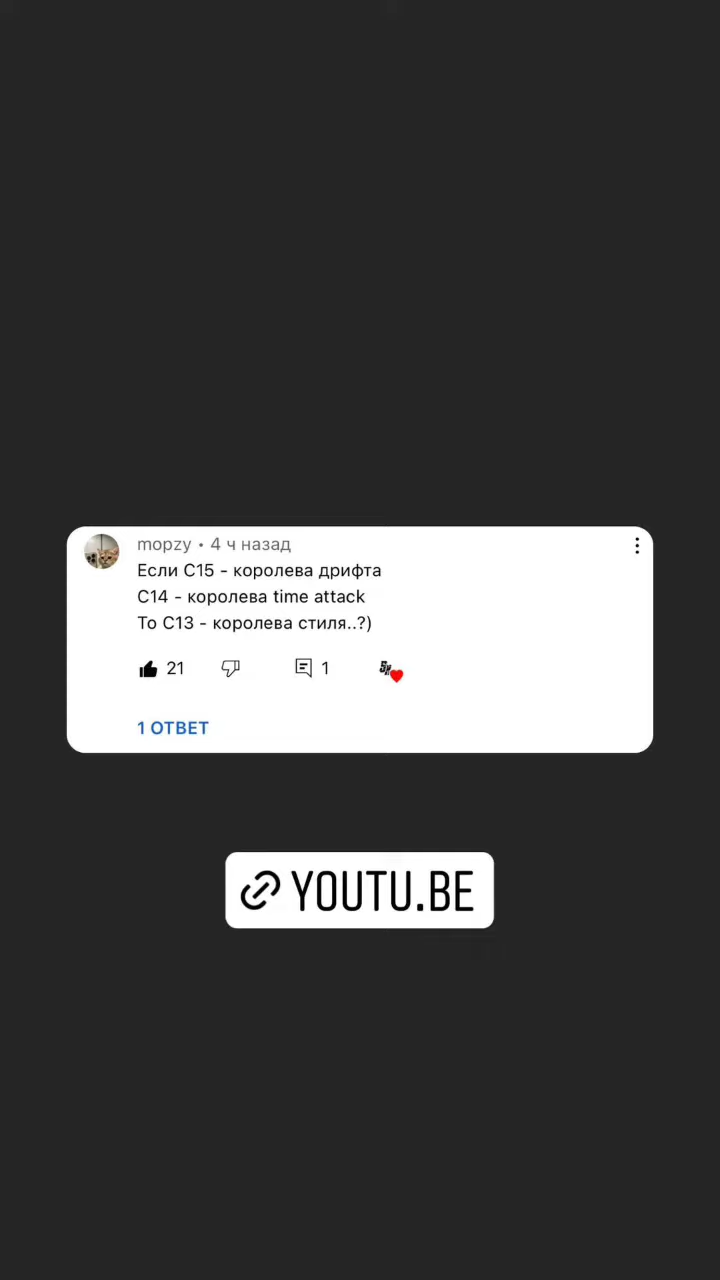 mopzy • 4 ч назад
Если С15 - королева дрифта
С14 - королева time attack
То С13 - королева стиля..?)
21
1
1 ОТВЕТ
YOUTU.BE